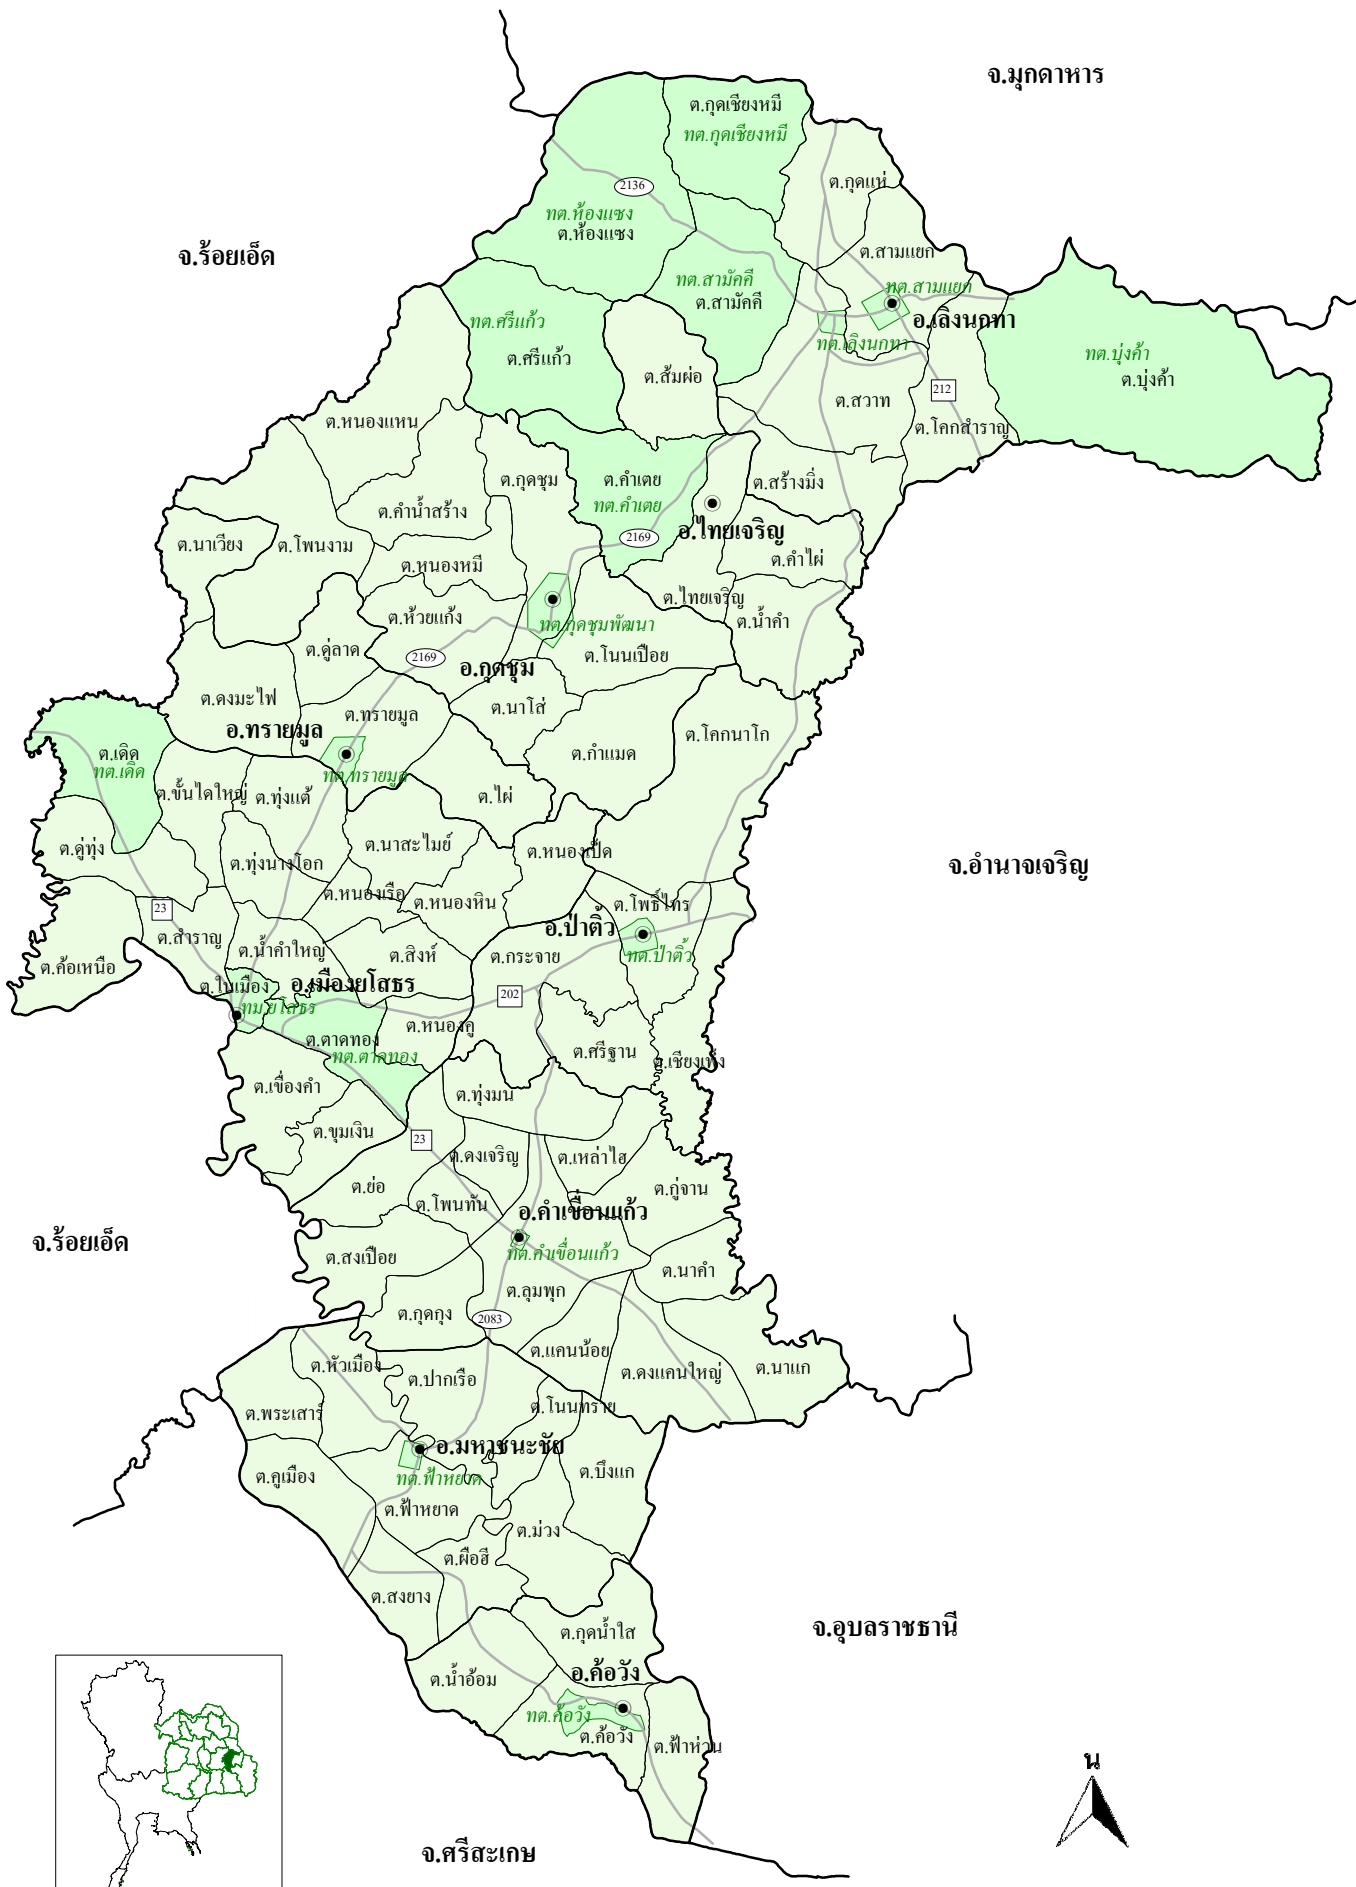 จ.มุกดาหาร
ต.กุดเชียงหมี
ทต.กุดเชียงหมี
ต.กุดแห่
2136
ทต.ห้องแซง
ต.ห้องแซง
จ.ร้อยเอ็ด
ต.สามแยก
ทต.สามัคคี
ต.สามัคคี
ทต.สามแยก
อ.เลิงนกทา
ทต.ศรีแก้ว
ต.ศรีแก้ว
ทต.เลิงนกทา
ทต.บุ่งค้า
ต.บุ่งค้า
ต.ส้มผ่อ
212
ต.สวาท
ต.หนองแหน
ต.โคกสำราญ
ต.กุดชุม
ต.คำเตย
ทต.คำเตย
ต.สร้างมิ่ง
ต.คำน้ำสร้าง
อ.ไทยเจริญ
2169
ต.นาเวียง
ต.โพนงาม
ต.คำไผ่
ต.หนองหมี
ต.ไทยเจริญ
ต.ห้วยแก้ง
ทต.กุดชุมพัฒนา
ต.น้ำคำ
ต.ดู่ลาด
2169
อ.กุดชุม
ต.โนนเปือย
ต.ดงมะไฟ
ต.นาโส่
ต.ทรายมูล
อ.ทรายมูล
ต.โคกนาโก
ต.กำแมด
ต.เดิด
ทต.เดิด
ทต.ทรายมูล
ต.ขั้นไดใหญ่
ต.ทุ่งแต้
ต.ไผ่
ต.นาสะไมย์
ต.หนองเป็ด
ต.ดู่ทุ่ง
ต.ทุ่งนางโอก
จ.อำนาจเจริญ
ต.หนองเรือ
ต.หนองหิน
ต.โพธิ์ไทร
23
อ.ป่าติ้ว
ต.สำราญ
ต.น้ำคำใหญ่
ต.สิงห์
ต.กระจาย
ทต.ป่าติ้ว
ต.ค้อเหนือ
ต.ในเมือง
อ.เมืองยโสธร
202
ทม.ยโสธร
ต.หนองคู
ต.ตาดทอง
ทต.ตาดทอง
ต.ศรีฐาน
ต.เชียงเพ็ง
ต.เขื่องคำ
ต.ทุ่งมน
ต.ขุมเงิน
23
ต.ดงเจริญ
ต.เหล่าไฮ
ต.ย่อ
ต.กู่จาน
ต.โพนทัน
อ.คำเขื่อนแก้ว
จ.ร้อยเอ็ด
ต.สงเปือย
ทต.คำเขื่อนแก้ว
ต.นาคำ
ต.ลุมพุก
ต.กุดกุง
2083
ต.แคนน้อย
ต.หัวเมือง
ต.ปากเรือ
ต.ดงแคนใหญ่
ต.นาแก
ต.พระเสาร์
ต.โนนทราย
อ.มหาชนะชัย
ต.คูเมือง
ทต.ฟ้าหยาด
ต.บึงแก
ต.ฟ้าหยาด
ต.ม่วง
ต.ผือฮี
ต.สงยาง
จ.อุบลราชธานี
ต.กุดน้ำใส
ต.น้ำอ้อม
อ.ค้อวัง
ทต.ค้อวัง
ต.ค้อวัง
ต.ฟ้าห่วน
น
จ.ศรีสะเกษ